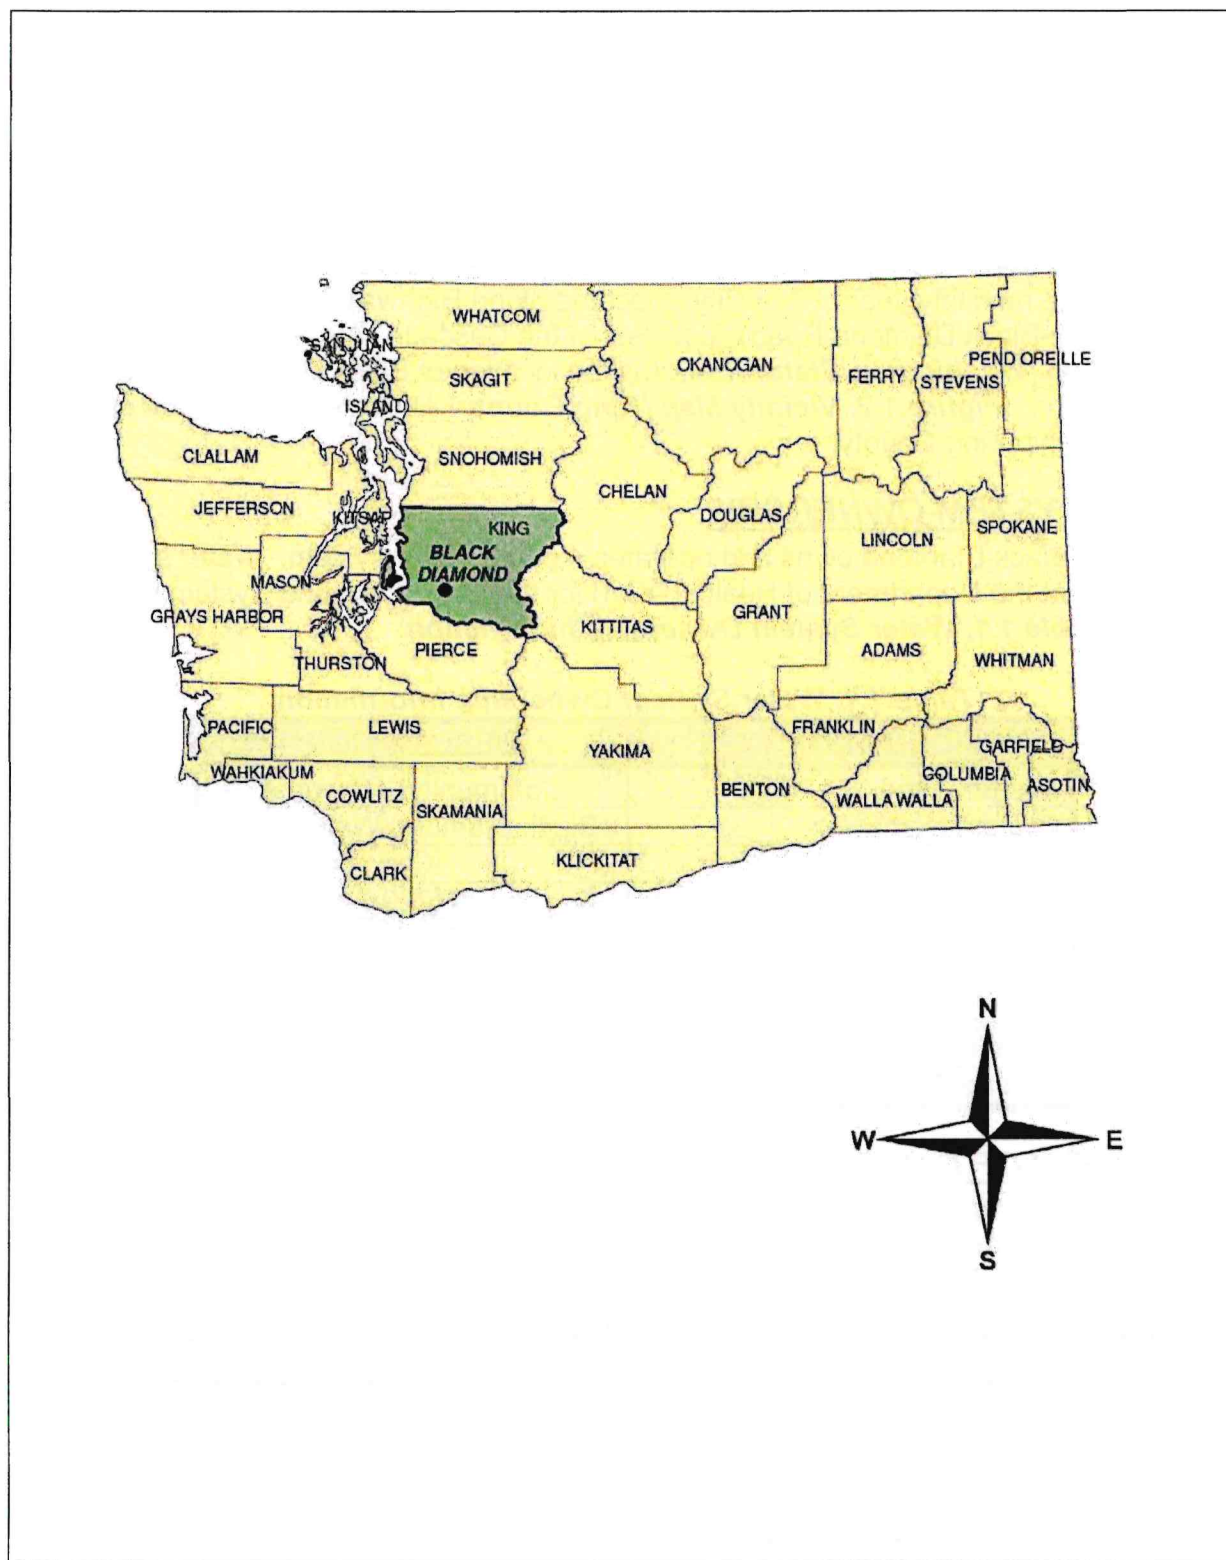 WHATCOM
SAN JUAN
OKANOGAN
PEND OREILLE
SKAGIT
FERRY
STEVENS
ISLAND
CLALLAM
SNOHOMISH
CHELAN
JEFFERSON
KITSAP
KING
DOUGLAS
SPOKANE
LINCOLN
BLACK
DIAMOND
MASON
GRAYS HARBOR
GRANT
KITTITAS
PIERCE
ADAMS
THURSTON
WHITMAN
PACIFIC
LEWIS
FRANKLIN
YAKIMA
GARFIELD
WAHKIAKUM
COLUMBIA
COWLITZ
BENTON
ASOTIN
SKAMANIA
WALLA WALLA
KLICKITAT
CLARK
N
W
E
S